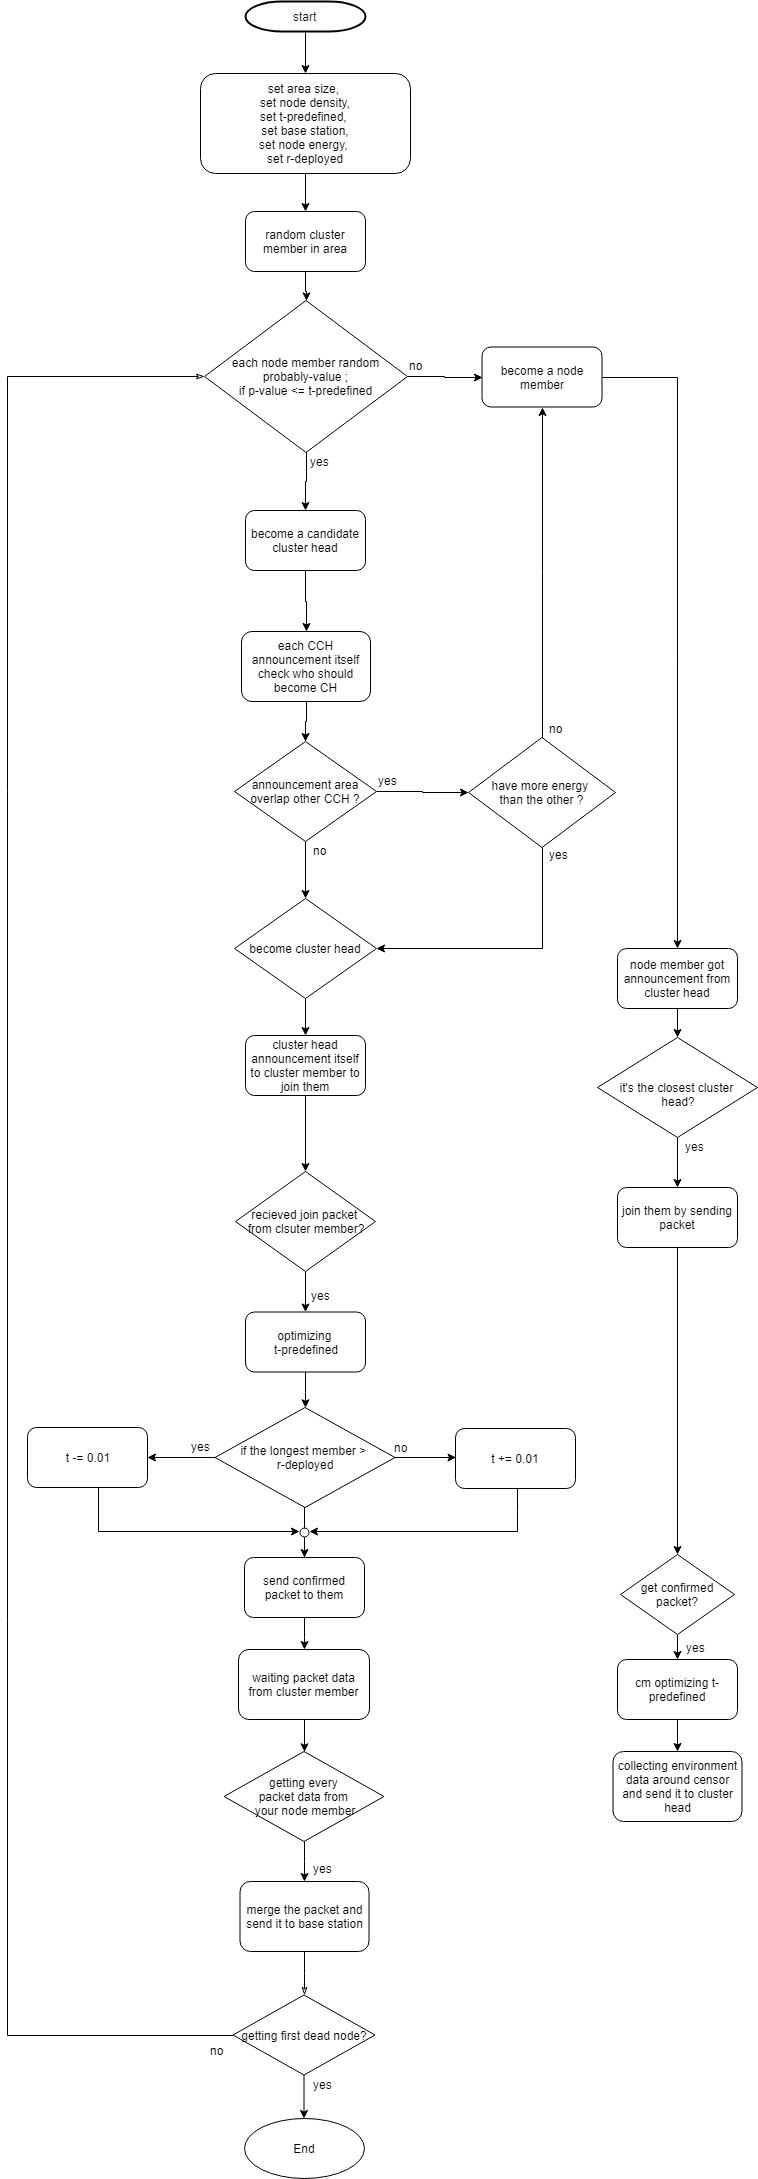 start
set area size,
set node density,
set t-predefined,
set base station,
set node energy,
set r-deployed
random cluster
member in area
each node member random
probably-value ;
if p-value <= t-predefined
no
become a node
member
yes
become a candidate
cluster head
each CCH
announcement itself
check who should
become CH
announcement area
overlap other CCH ?
yes
no
have more energy
than the other ?
no
yes
become cluster head
node member got
announcement from
cluster head
cluster head
announcement itself
to cluster member to
join them
it's the closest cluster
head?
yes
join them by sending
packet
recieved join packet
from clsuter member?
yes
optimizing
t-predefined
if the longest member >
r-deployed
yes
no
t -= 0.01
t += 0.01
send confirmed
packet to them
get confirmed
packet?
yes
waiting packet data
from cluster member
cm optimizing t-
predefined
getting every
packet data from
your node member
yes
collecting environment
data around censor
and send it to cluster
head
merge the packet and
send it to base station
getting first dead node?
no
yes
End